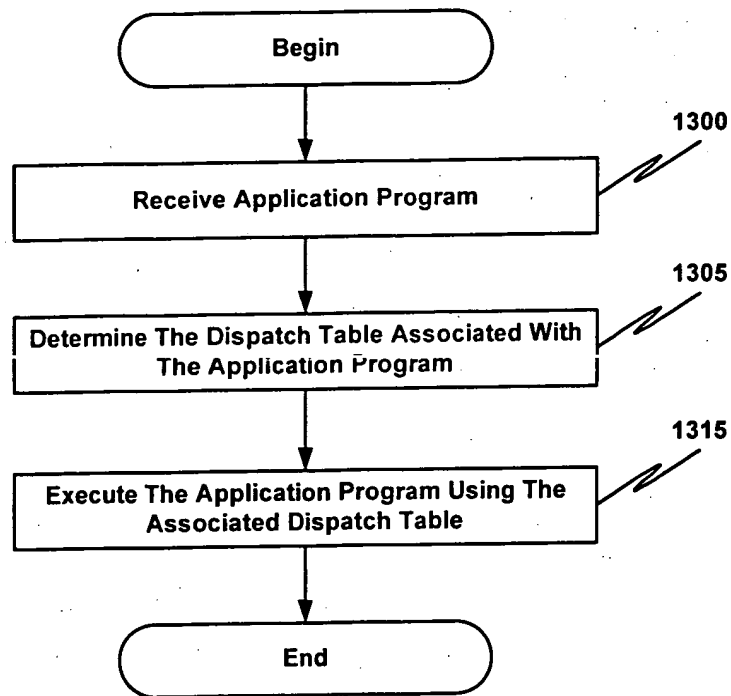 Begin
1300
Receive Application Program
1305
Determine The Dispatch Table Associated With
The Application Program
1315
Execute The Application Program Using The
Associated Dispatch Table
End